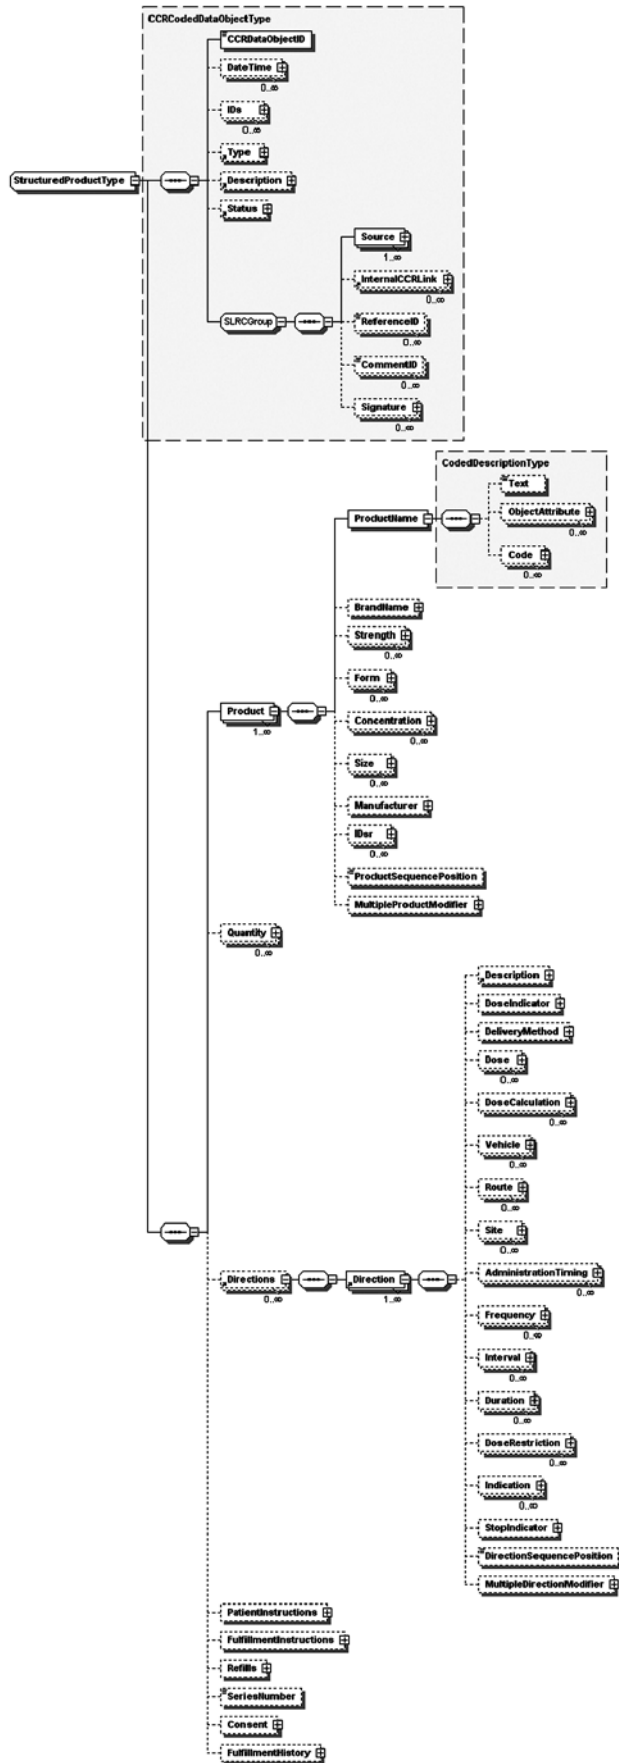 CCRCodedDataObjectType
CCRDataObjectID
DateTime
0..∞
IDs
0..∞
Type
StructuredProductType
Description
Status
Source
1..∞
InternalCCRLink
0..∞
SLRCGroup
ReferenceID
0..∞
CommentID
0..∞
Signature
0..∞
CodedDescriptionType
Text
ProductName
ObjectAttribute
0..∞
Code
0..∞
BrandName
Strength
0..∞
Form
0..∞
Product
1..∞
Concentration
0..∞
Size
0..∞
Manufacturer
IDsr
0..∞
ProductSequencePosition
MultipleProductModifier
Quantity
0..∞
Description
DoseIndicator
DeliveryMethod
Dose
0..∞
DoseCalculation
0..∞
Vehicle
0..∞
Route
0..∞
Site
0..∞
Directions
0..∞
Direction
1..∞
AdministrationTiming
0..∞
Frequency
0..∞
Interval
0..∞
Duration
0..∞
DoseRestriction
0..∞
Indication
0..∞
StopIndicator
DirectionSequencePosition
MultipleDirectionModifier
PatientInstructions
FulfillmentInstructions
Refills
SeriesNumber
Consent
FulfillmentHistory